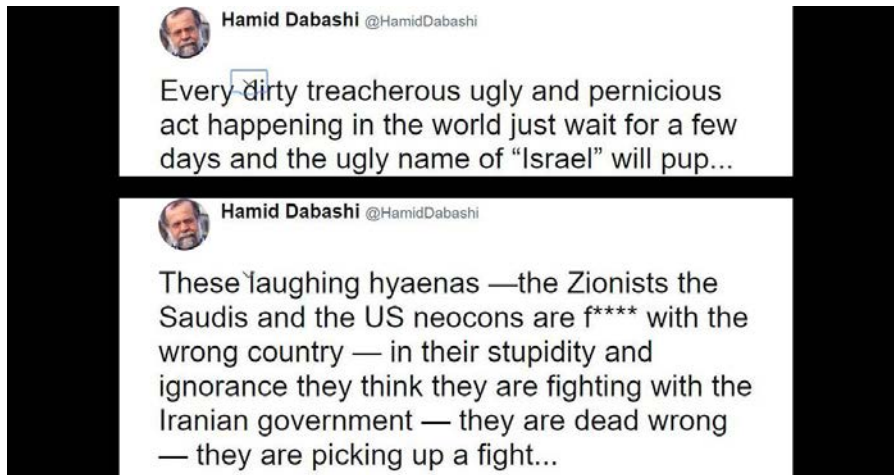 Hamid Dabashi @HamidDabashi
Every dirty treacherous ugly and pernicious
act happening in the world just wait for a few
days and the ugly name of “Israel” will pup...
Hamid Dabashi @HamidDabashi
These laughing hyaenas —the Zionists the
Saudis and the US neocons are f**** with the
wrong country — in their stupidity and
ignorance they think they are fighting with the
Iranian government — they are dead wrong
— they are picking up a fight...